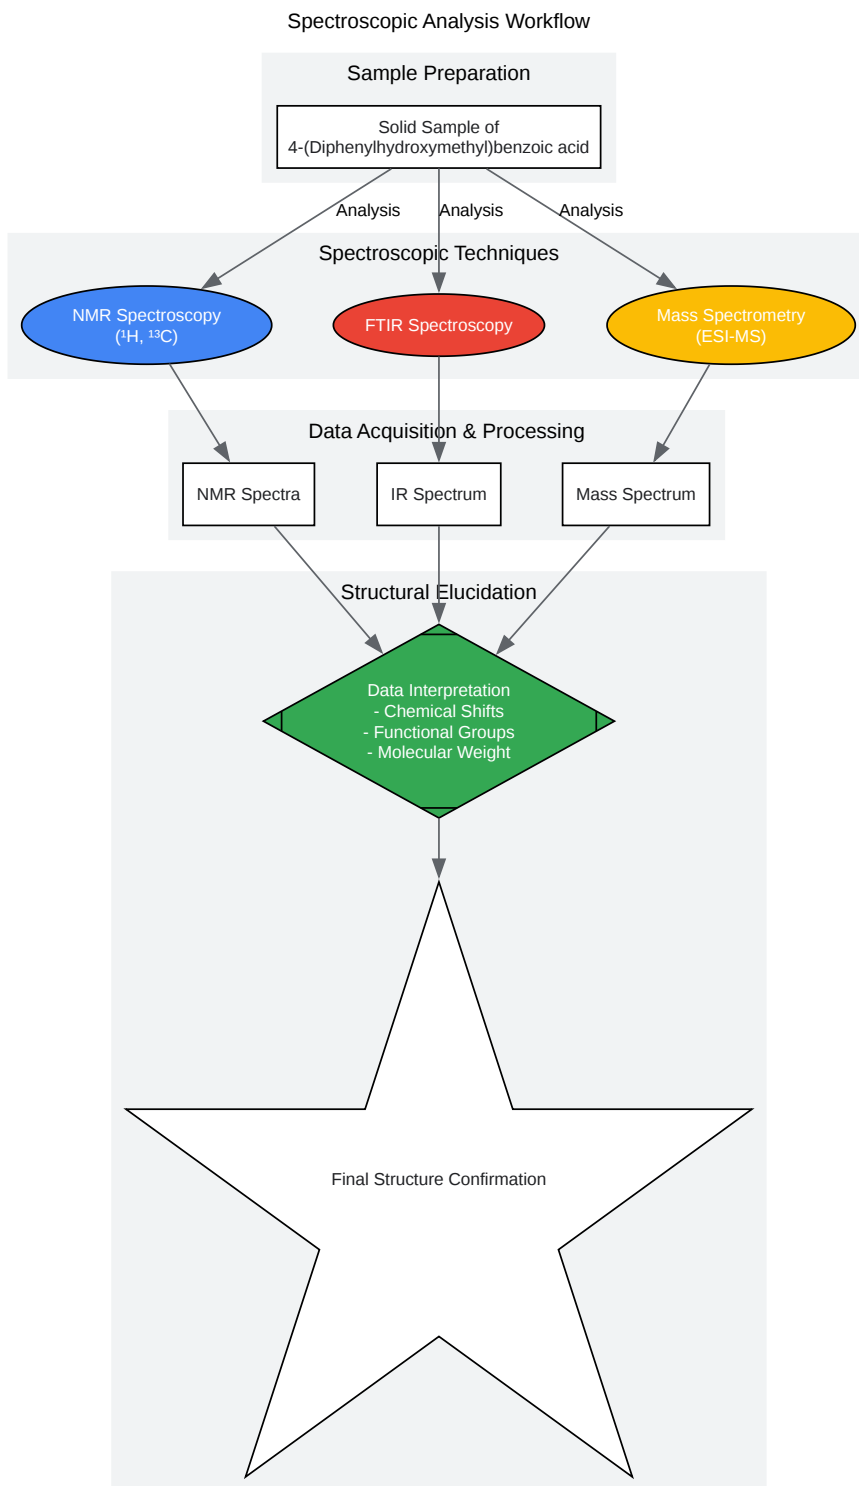 Spectroscopic Analysis Workflow
Sample Preparation
Solid Sample of
4-(Diphenylhydroxymethyl)benzoic acid
Analysis
Analysis
Analysis
Spectroscopic Techniques
NMR Spectroscopy
(¹H, ¹³C)
FTIR Spectroscopy
Mass Spectrometry
(ESI-MS)
Data Acquisition & Processing
NMR Spectra
IR Spectrum
Mass Spectrum
Structural Elucidation
Data Interpretation
- Chemical Shifts
- Functional Groups
- Molecular Weight
Final Structure Confirmation